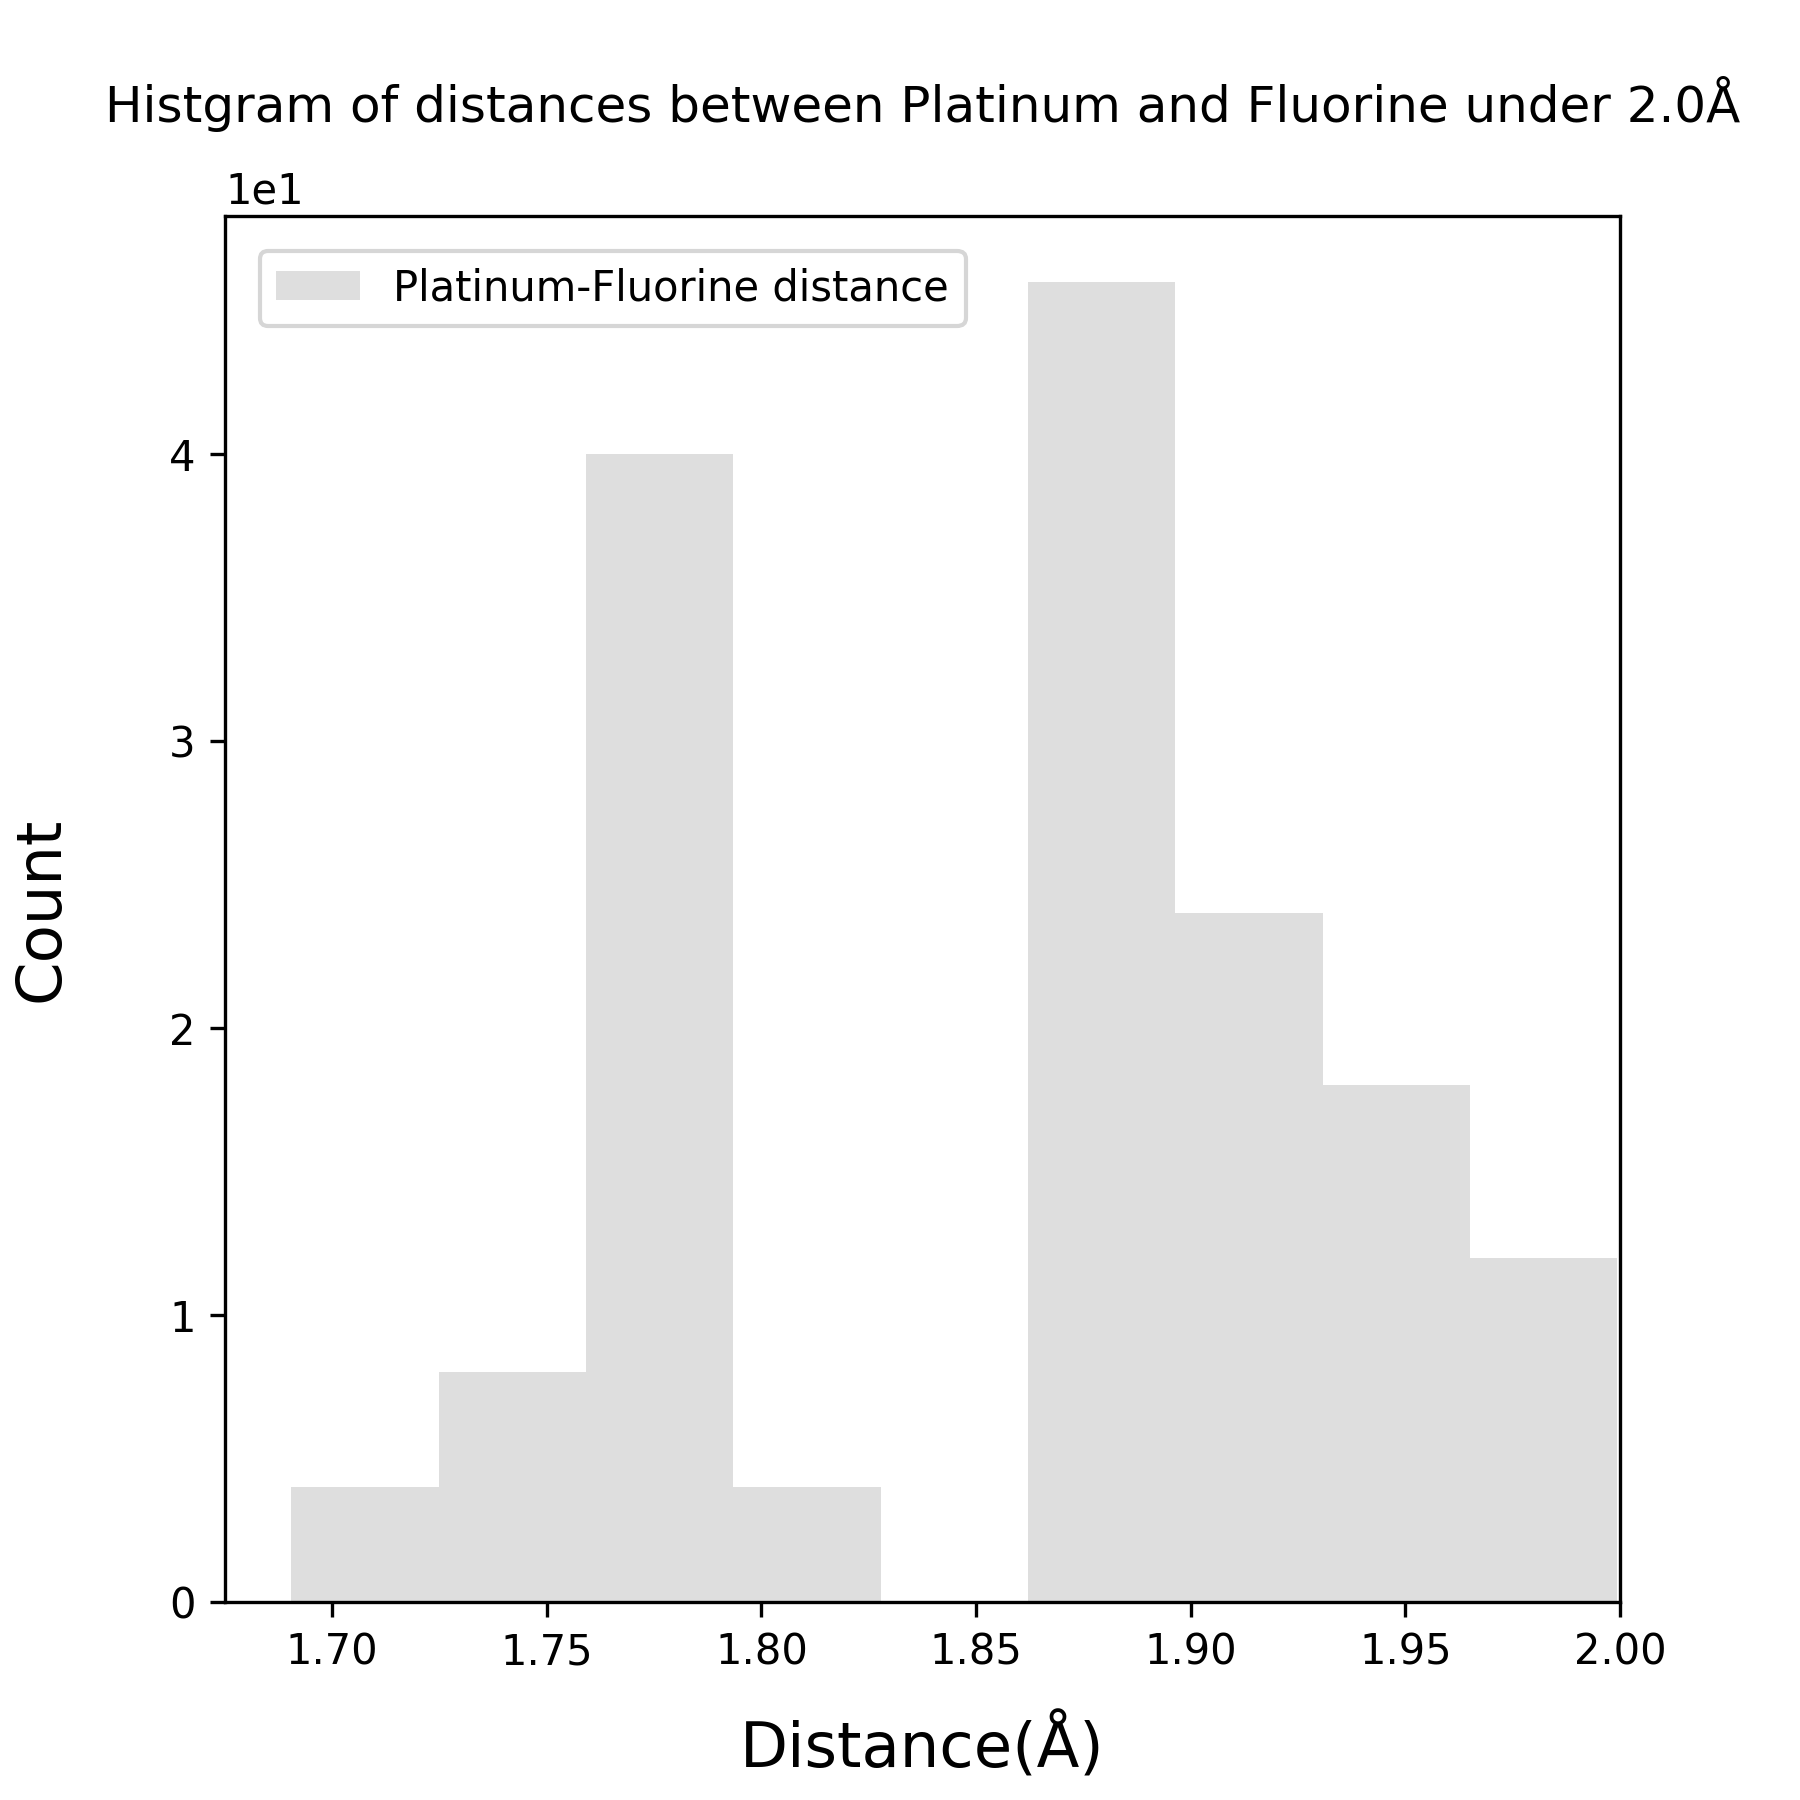 Histgram of distances between Platinum and Fluorine under 2.0Å
1e1
Platinum-Fluorine distance
4
3
2
1
0
Count
1.70 1.75 1.80 1.85 1.90 1.95 2.00
Distance(Å)